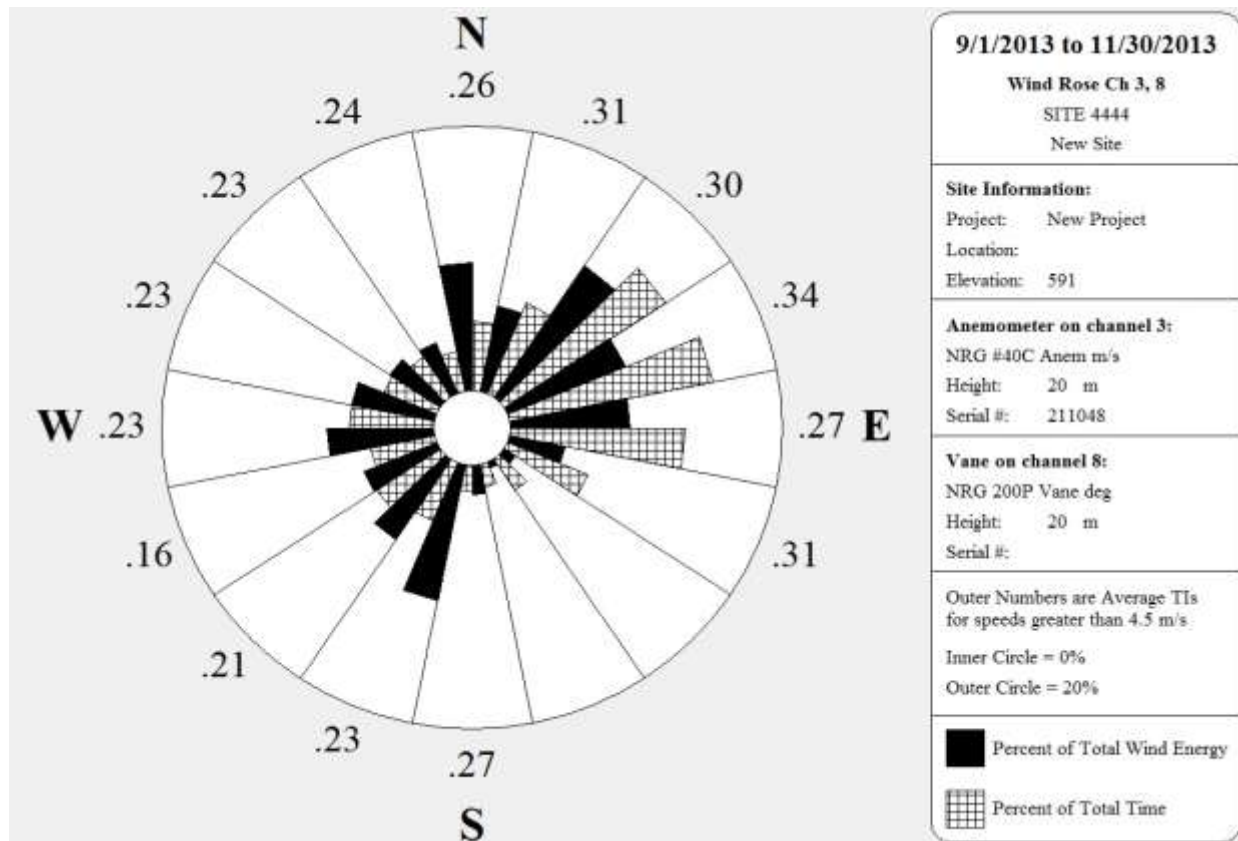 N
.26
.24
.31
.23
.30
.23
.34
W .23
.27 E
.16
.31
.21
.23
.27
S
9/1/2013 to 11/30/2013
Wind Rose Ch 3, 8
SITE 4444
New Site
Site Information:
Project: New Project
Location:
Elevation: 591
Anemometer on channel 3:
NRG #40C Anem m/s
Height: 20 m
Serial #: 211048
Vane on channel 8:
NRG 200P Vane deg
Height: 20 m
Serial #:
Outer Numbers are Average TIs
for speeds greater than 4.5 m/s
Inner Circle = 0%
Outer Circle = 20%
Percent of Total Wind Energy
Percent of Total Time